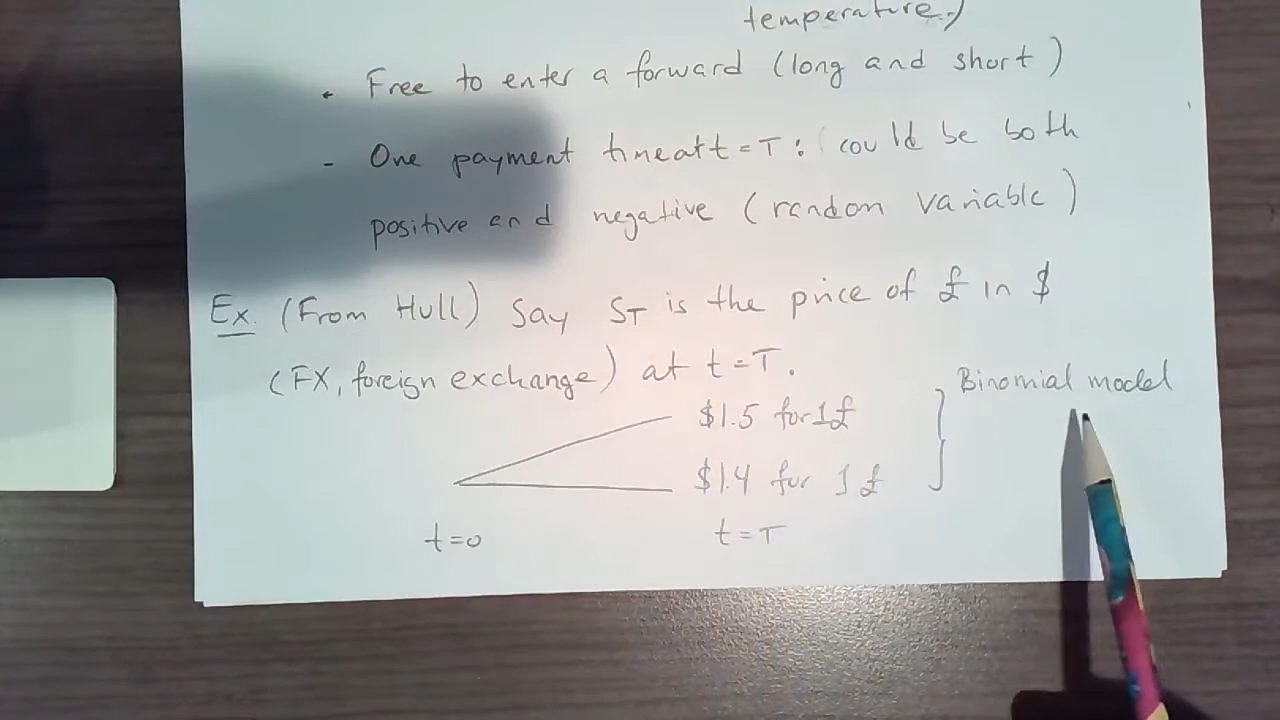 temperature.)
Free to enter a forward (long and short)
- One payment time at t=T: could be both
positive and negative (random variable)
Ex. (From Hull) Say S_T is the price of £ in $
(FX, foreign exchange) at t=T.
Binomial model
$1.5 for 1£
$1.4 for 1£
t=0 t=T